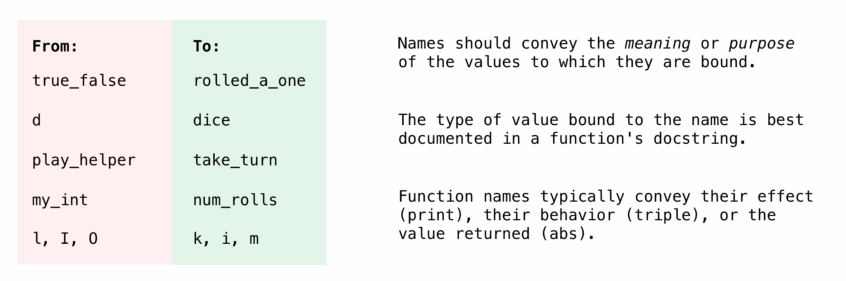 From: To:
true_false rolled_a_one
d dice
play_helper take_turn
my_int num_rolls
l, I, O k, i, m
Names should convey the meaning or purpose
of the values to which they are bound.
The type of value bound to the name is best
documented in a function's docstring.
Function names typically convey their effect
(print), their behavior (triple), or the
value returned (abs).